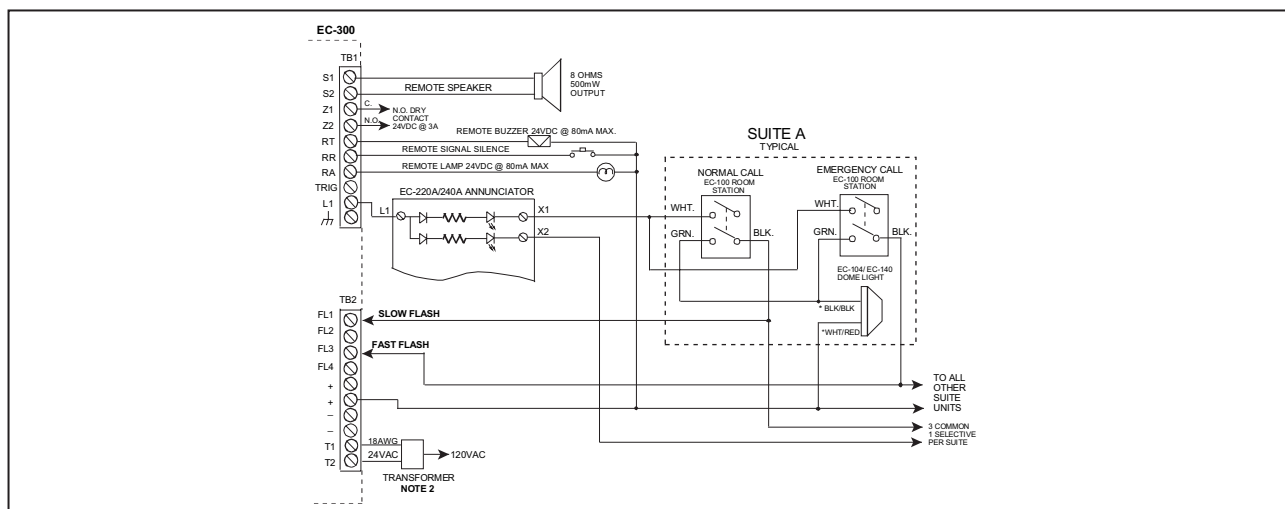 EC-300
TB1
S1
S2
Z1
Z2
RT
RR
RA
TRIG
L1
REMOTE SPEAKER
8 OHMS
500mW
OUTPUT
C.
N.O.
N.O. DRY
CONTACT
24VDC @ 3A
REMOTE BUZZER 24VDC @ 80mA MAX.
REMOTE SIGNAL SILENCE
REMOTE LAMP 24VDC @ 80mA MAX
EC-220A/240A ANNUNCIATOR
L1
X1
X2
SUITE A
TYPICAL
NORMAL CALL
EC-100 ROOM
STATION
WHT.
GRN.
BLK.
EMERGENCY CALL
EC-100 ROOM
STATION
WHT.
GRN.
BLK.
EC-104/ EC-140
DOME LIGHT
* BLK/BLK
*WHT/RED
TB2
FL1
FL2
FL3
FL4
+
+
–
–
T1
T2
SLOW FLASH
FAST FLASH
18AWG
24VAC
120VAC
TRANSFORMER
NOTE 2
TO ALL
OTHER
SUITE
UNITS
3 COMMON
1 SELECTIVE
PER SUITE